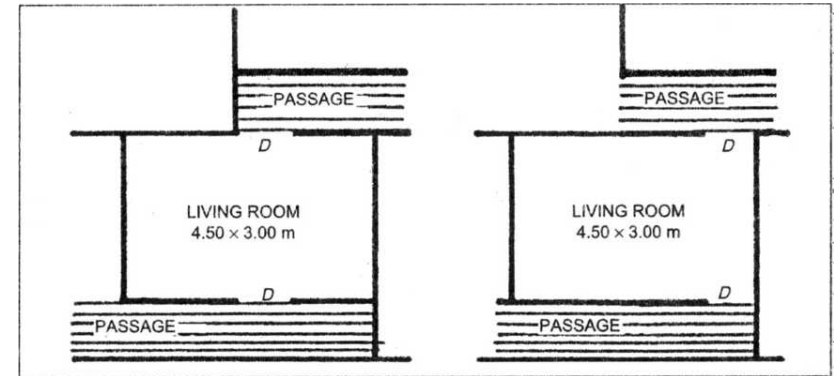 PASSAGE
D
LIVING ROOM
4.50 × 3.00 m
D
PASSAGE
PASSAGE
D
LIVING ROOM
4.50 × 3.00 m
D
PASSAGE